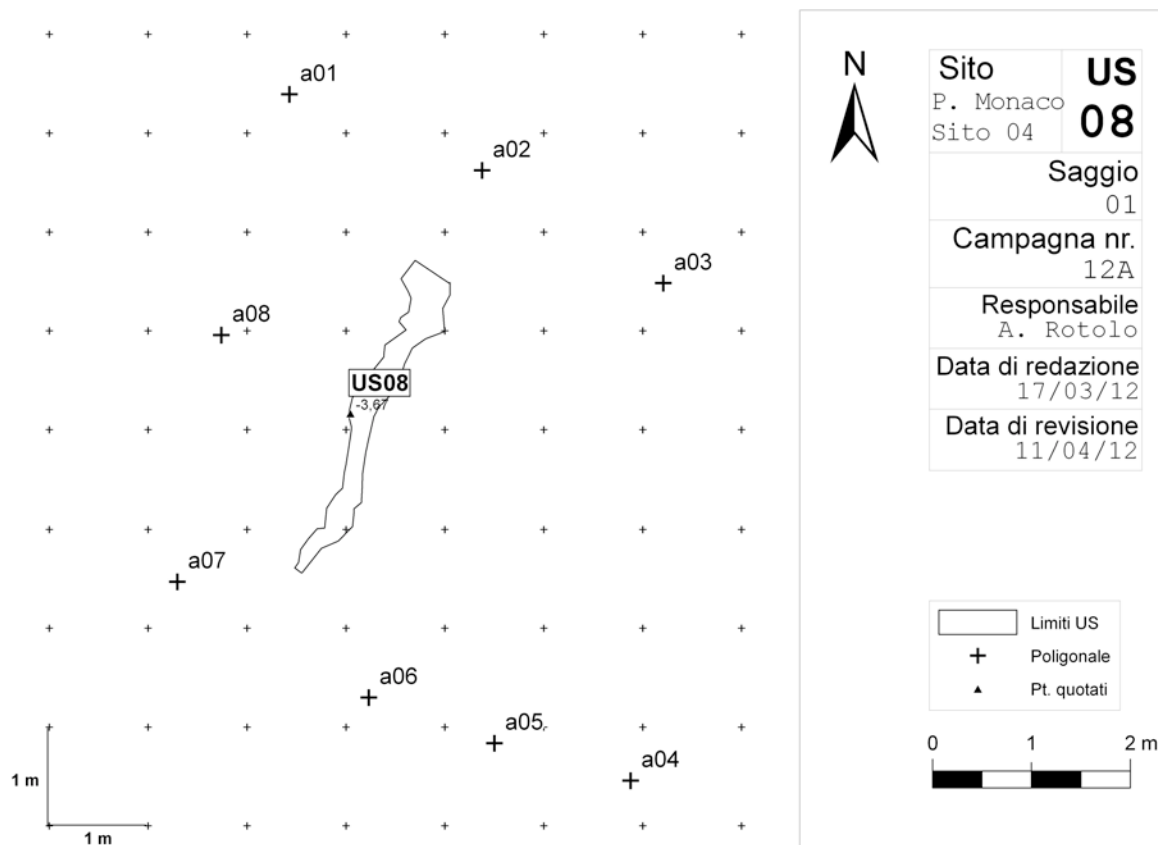 a01
a02
a03
a08
US08
-3,67
a07
a06
a05
a04
1 m
1 m
N
Sito
P. Monaco
Sito 04
US
08
Saggio
01
Campagna nr.
12A
Responsabile
A. Rotolo
Data di redazione
17/03/12
Data di revisione
11/04/12
Limiti US
Poligonale
Pt. quotati
0 1 2 m